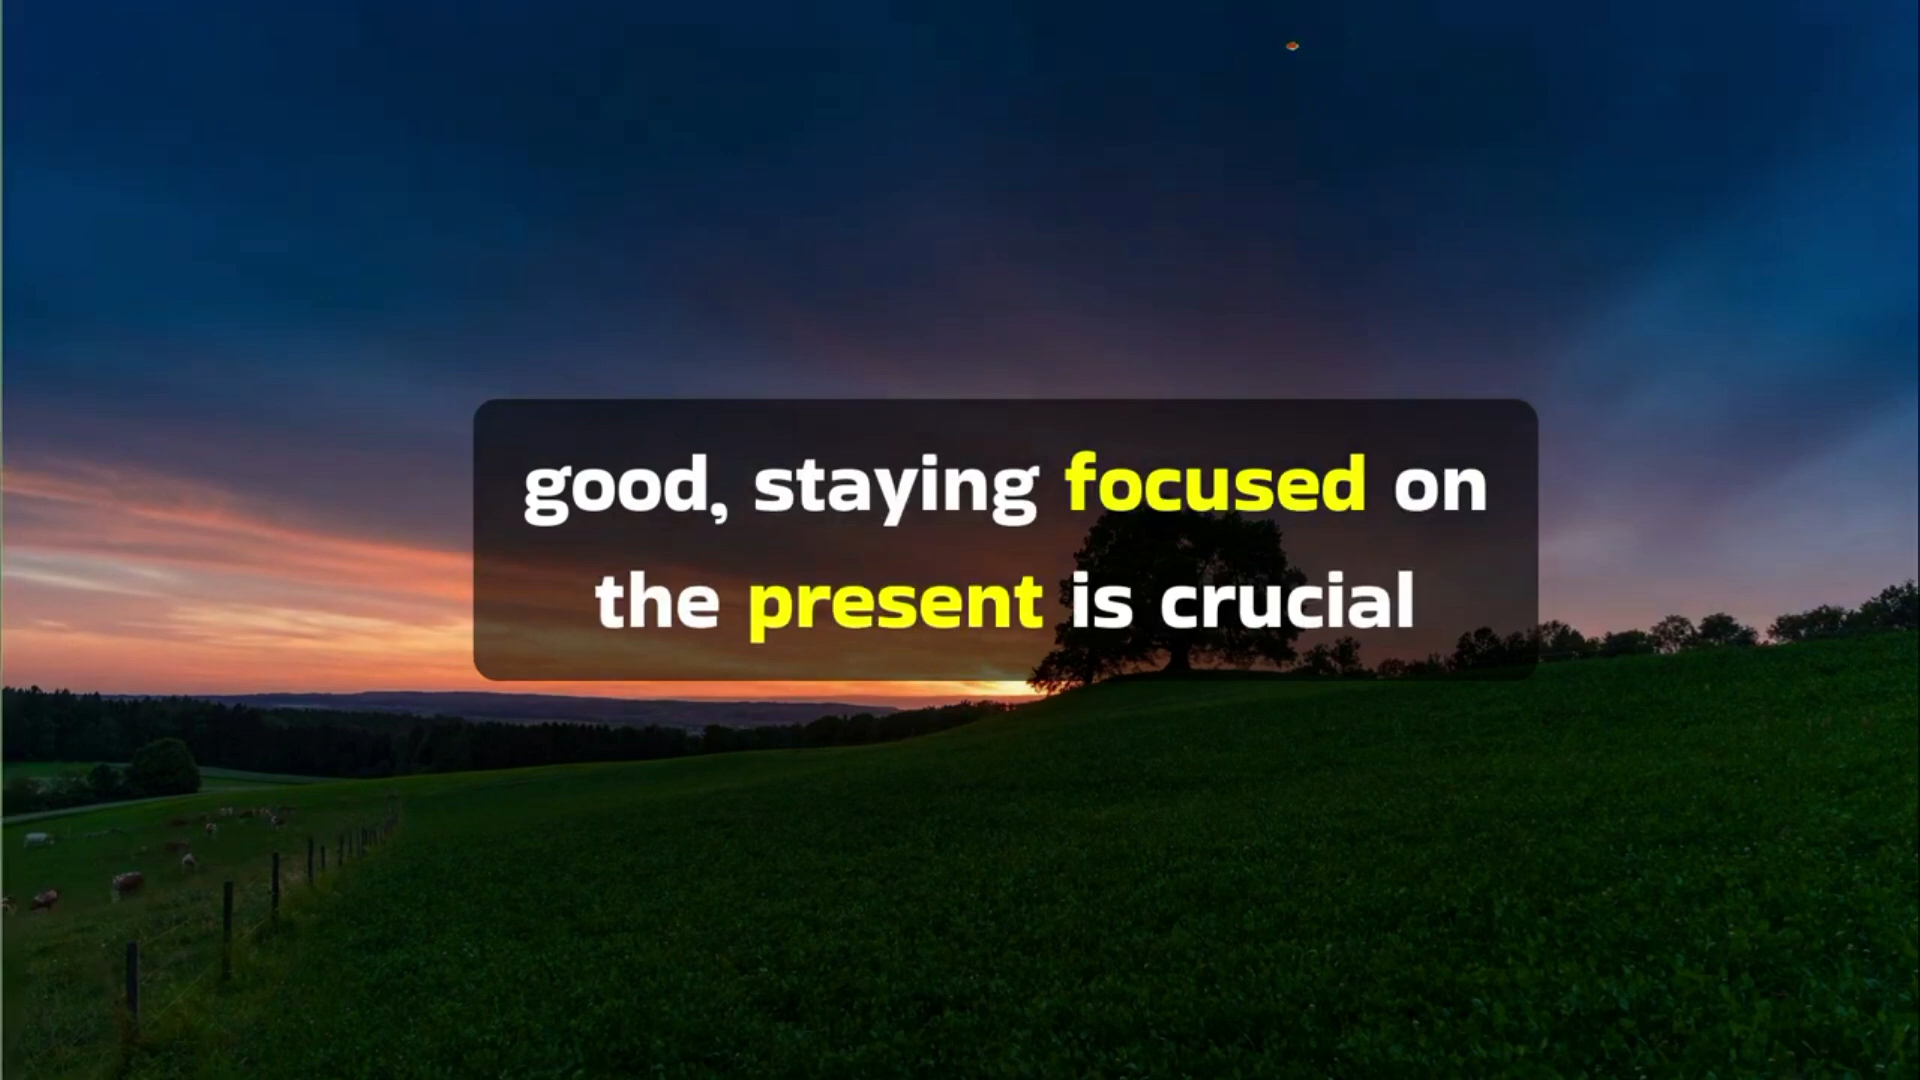 good, staying focused on
the present is crucial